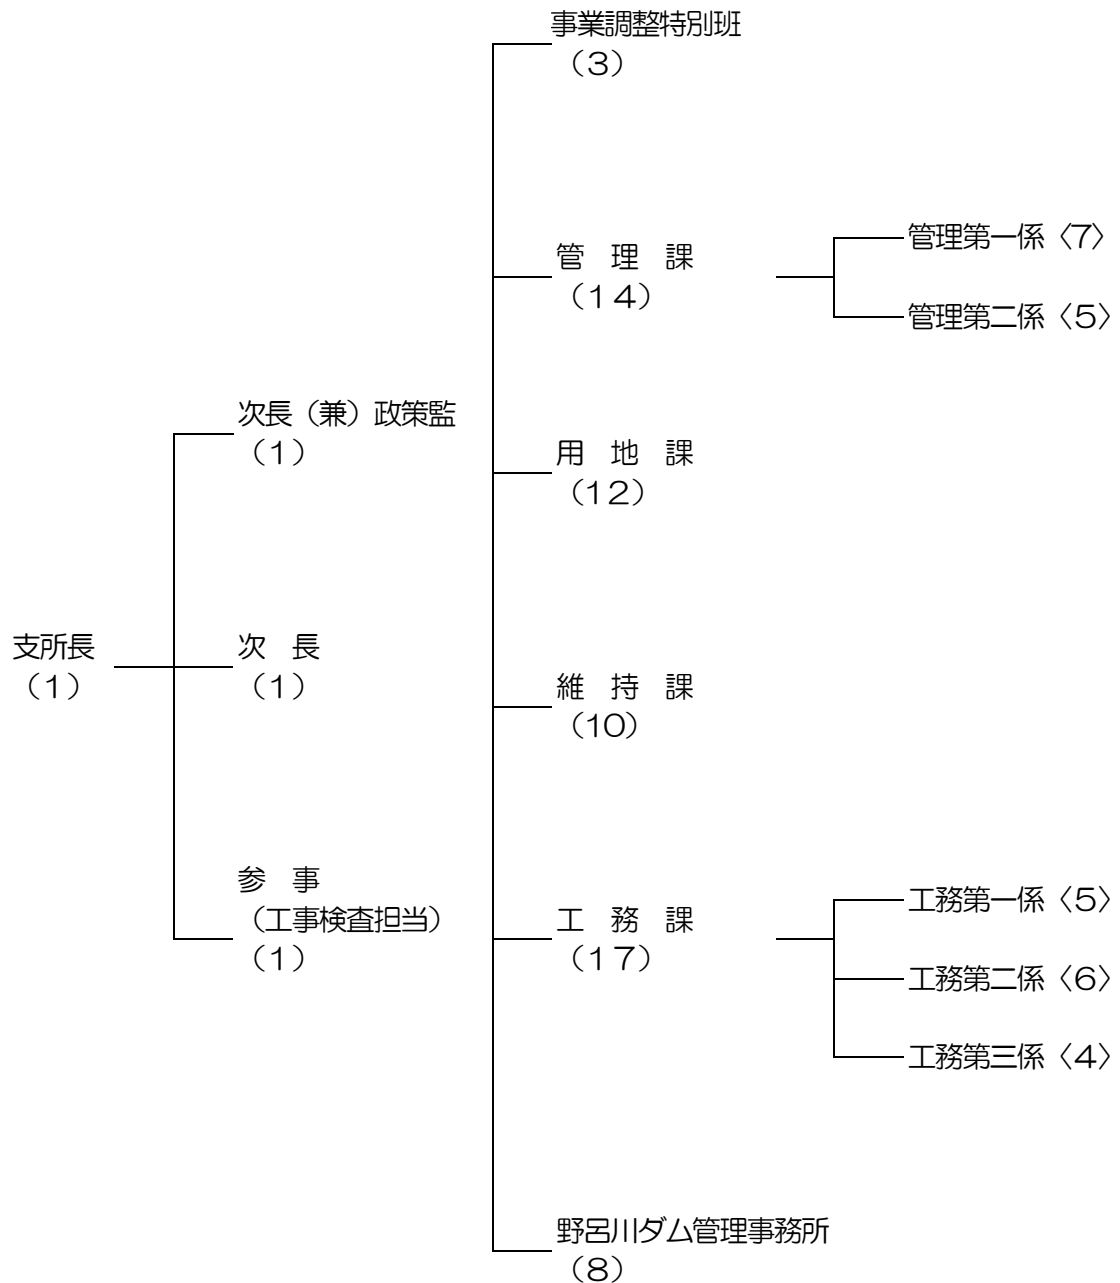 支所長
（1）
次長（兼）政策監
（1）
次　長
（1）
参　事
（工事検査担当）
（1）
事業調整特別班
（3）
管　理　課
（14）
管理第一係〈7〉
管理第二係〈5〉
用　地　課
（12）
維　持　課
（10）
工　務　課
（17）
工務第一係〈5〉
工務第二係〈6〉
工務第三係〈4〉
野呂川ダム管理事務所
（8）